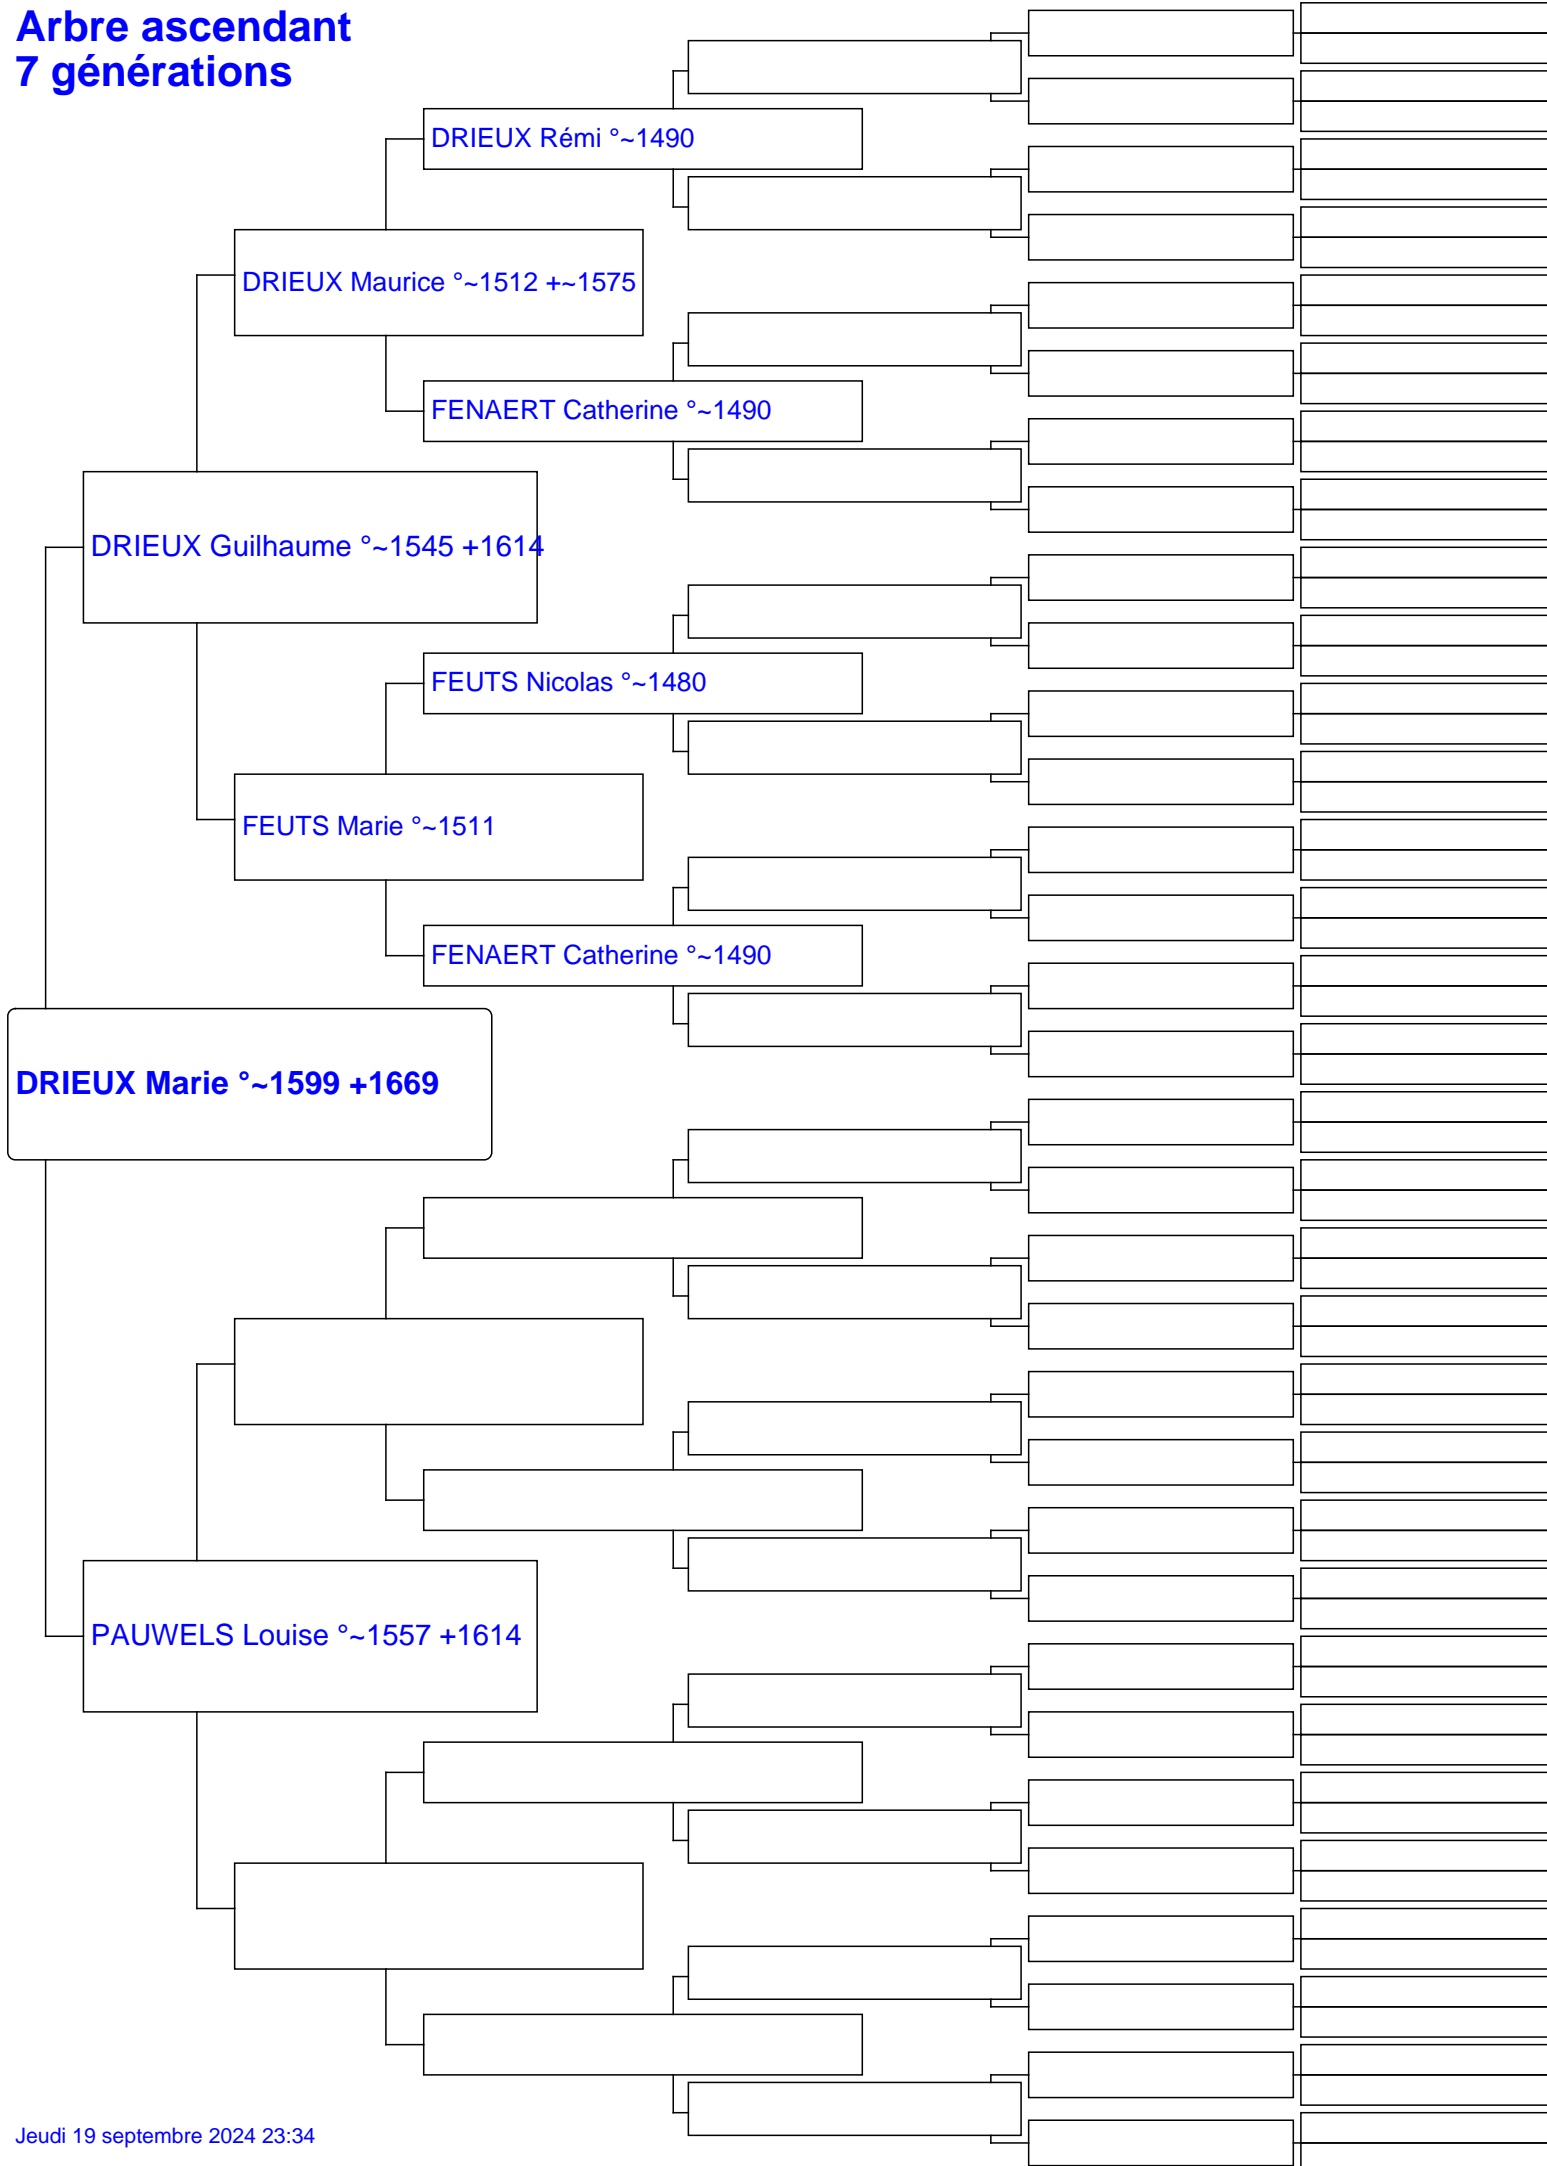 Arbre ascendant
7 générations
DRIEUX Rémi °~1490
DRIEUX Maurice °~1512 +~1575
FENAERT Catherine °~1490
DRIEUX Guilhaume °~1545 +1614
FEUTS Nicolas °~1480
FEUTS Marie °~1511
FENAERT Catherine °~1490
DRIEUX Marie °~1599 +1669
PAUWELS Louise °~1557 +1614
Jeudi 19 septembre 2024 23:34